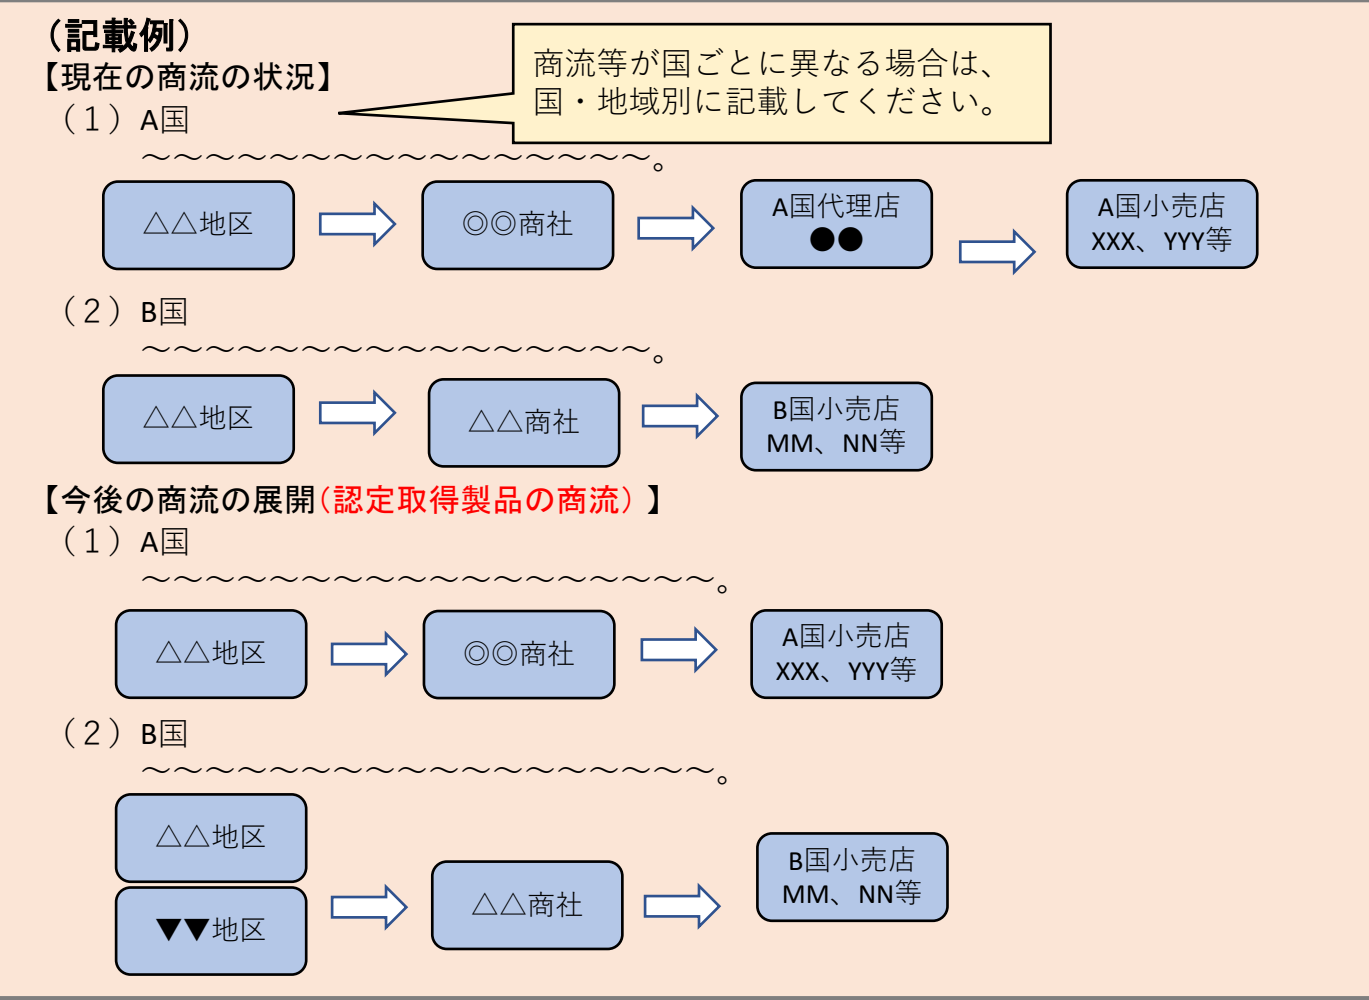 （記載例）
【現在の商流の状況】
商流等が国ごとに異なる場合は、
国・地域別に記載してください。
（１）A国
～～～～～～～～～～～～～～～～。
△△地区
◎◎商社
A国代理店
●●
A国小売店
XXX、YYY等
（２）B国
～～～～～～～～～～～～～～～～。
△△地区
△△商社
B国小売店
MM、NN等
【今後の商流の展開（認定取得製品の商流）】
（１）A国
～～～～～～～～～～～～～～～～～～。
△△地区
◎◎商社
A国小売店
XXX、YYY等
（２）B国
～～～～～～～～～～～～～～～～～～。
△△地区
▼▼地区
△△商社
B国小売店
MM、NN等